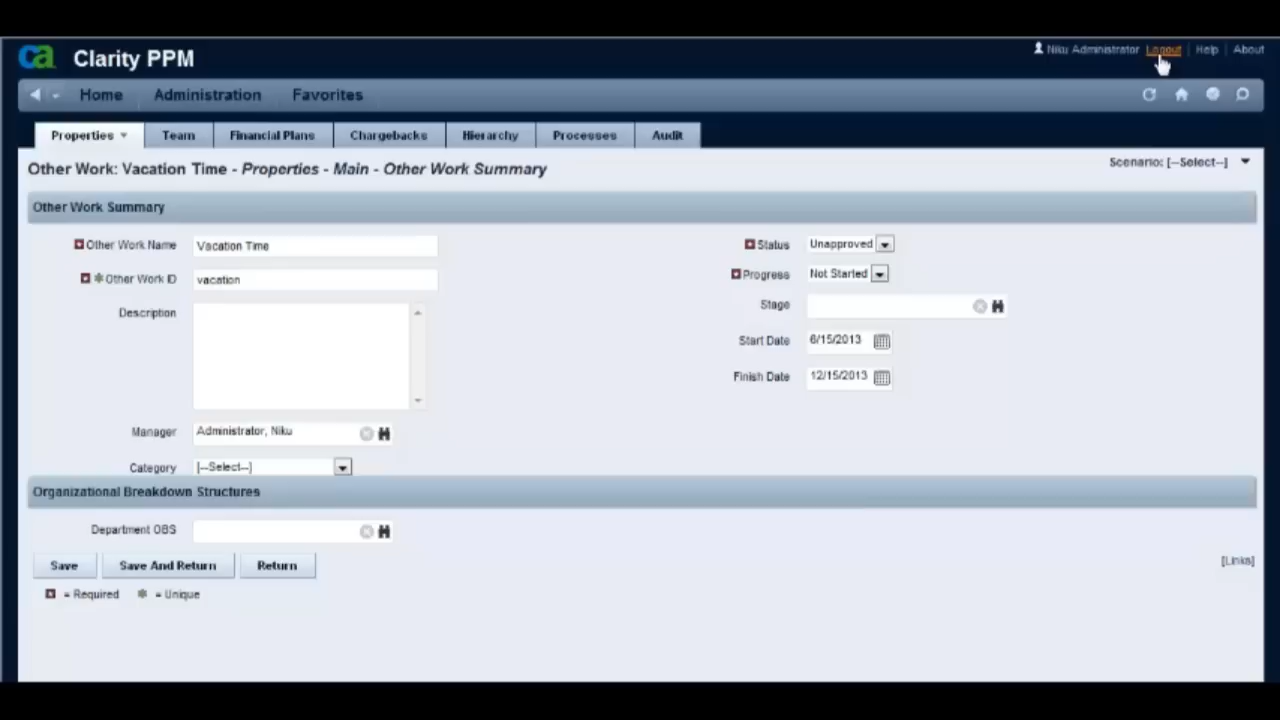 ca Clarity PPM
Niku Administrator Logout Help About
Home Administration Favorites
Properties Team Financial Plans Chargebacks Hierarchy Processes Audit
Other Work: Vacation Time - Properties - Main - Other Work Summary
Scenario: [--Select--]
Other Work Summary
Other Work Name Vacation Time
Status Unapproved
Other Work ID vacation
Progress Not Started
Description
Stage
Start Date 6/15/2013
Finish Date 12/15/2013
Manager Administrator, Niku
Category [--Select--]
Organizational Breakdown Structures
Department OBS
Save Save And Return Return
[Links]
= Required = Unique